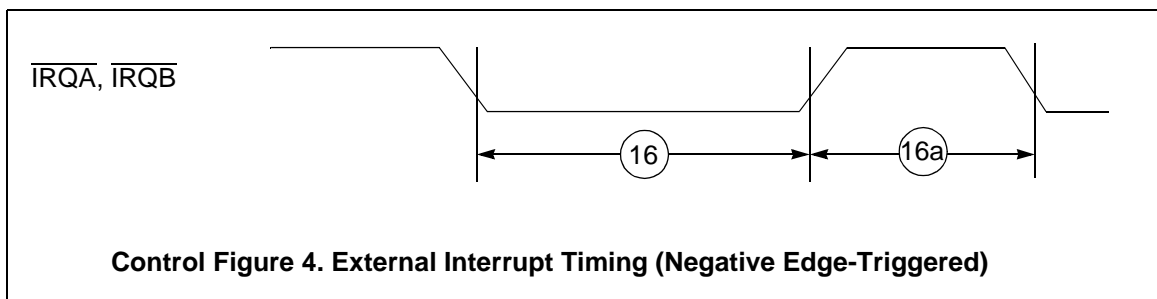 IRQA, IRQB
16
16a
Control Figure 4. External Interrupt Timing (Negative Edge-Triggered)